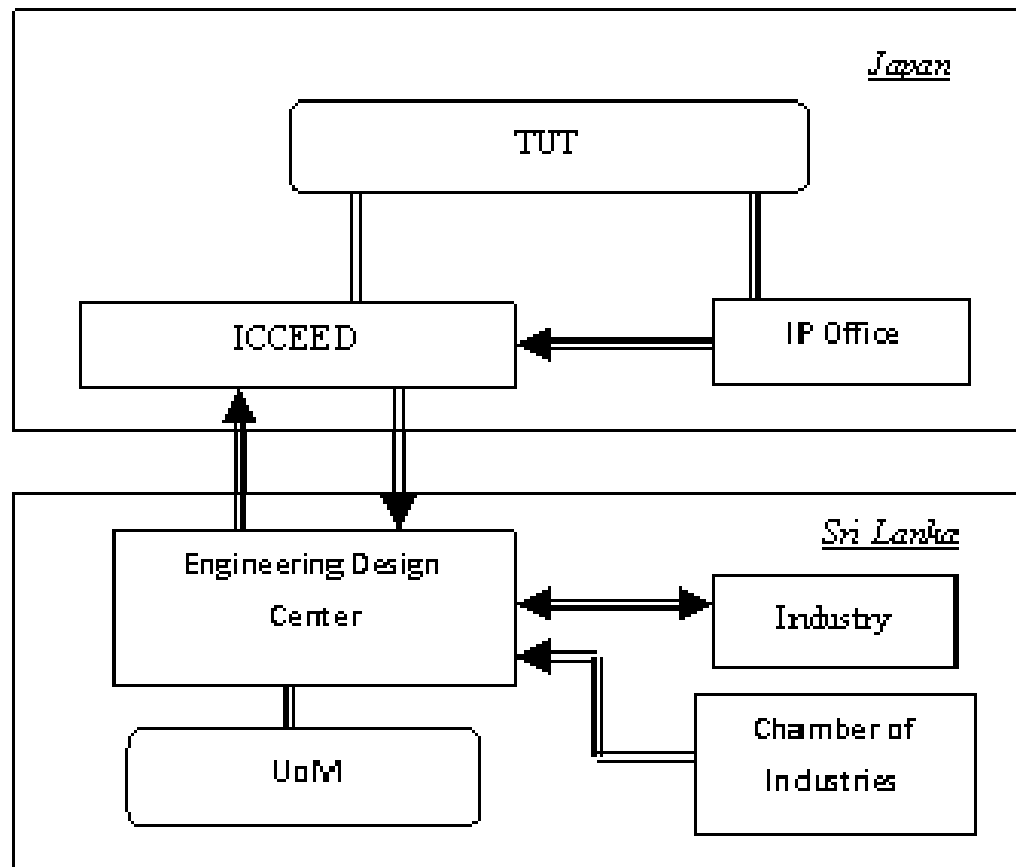 Japan
TUT
ICCEED
IP Office
Sri Lanka
Engineering Design
Center
Industry
Chamber of
Industries
UoM